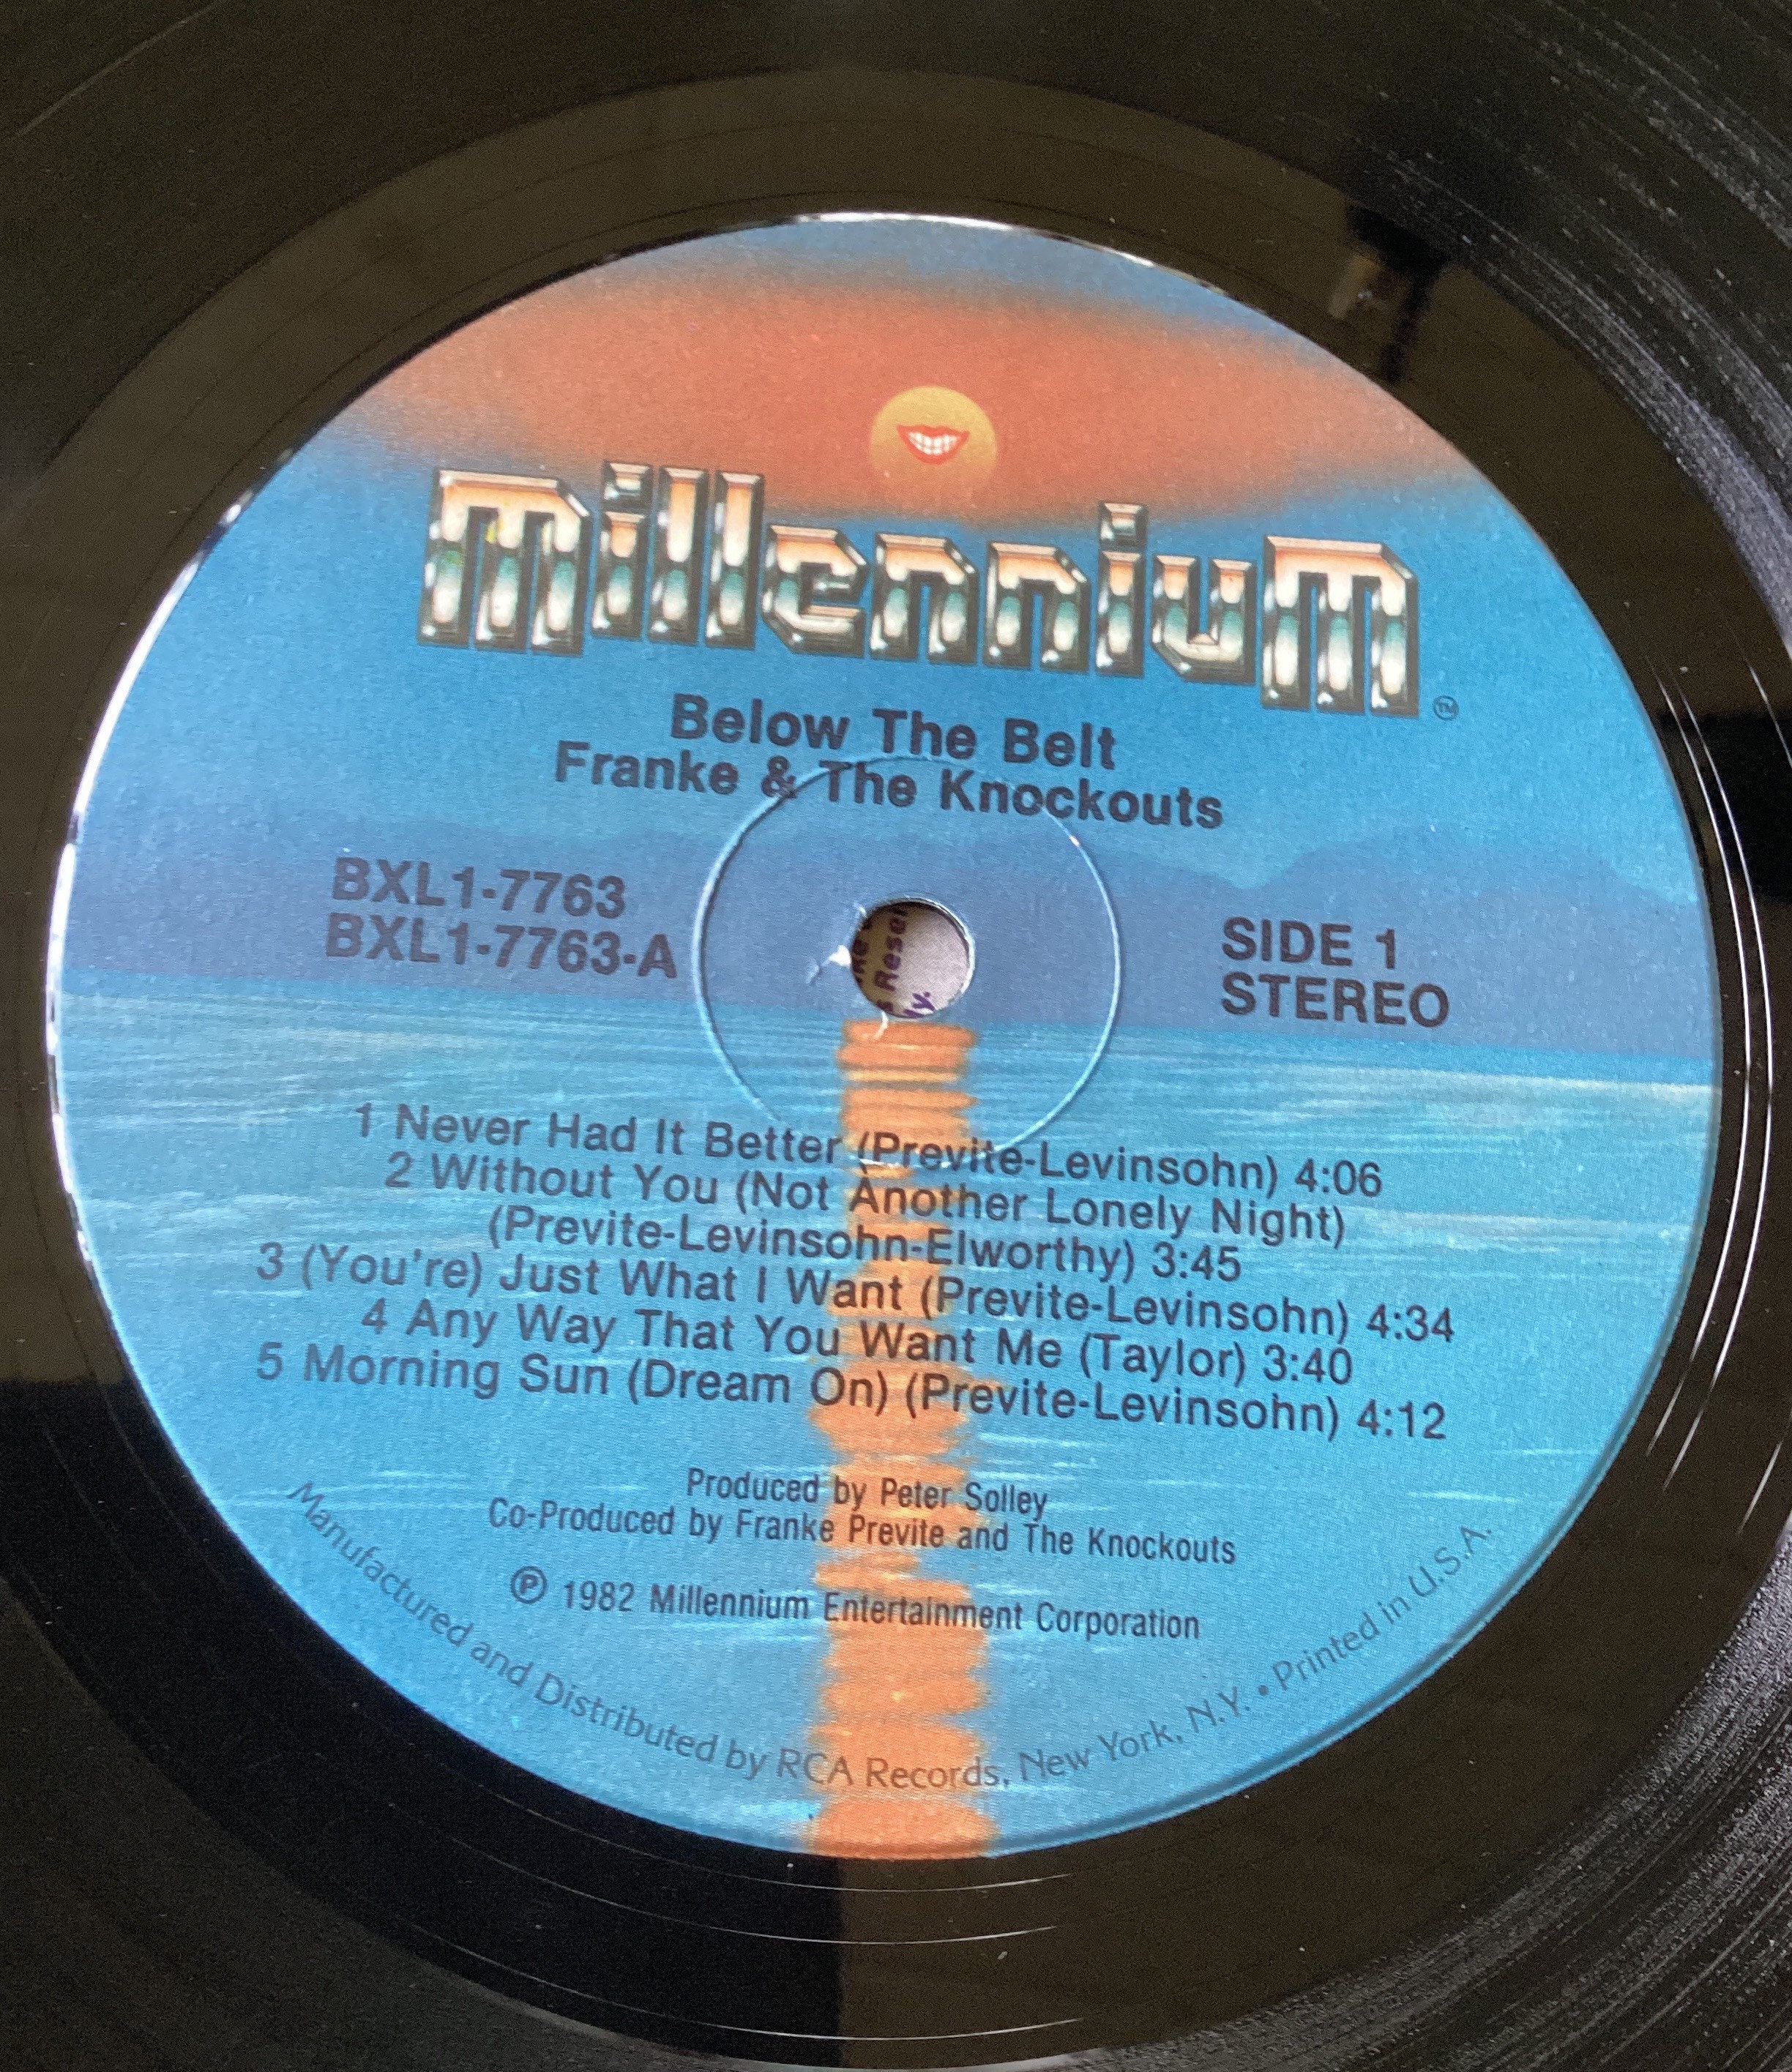 millennium
TM
Below The Belt
Franke & The Knockouts
BXL1-7763
BXL1-7763-A
SIDE 1
STEREO
1 Never Had It Better (Previte-Levinsohn) 4:06
2 Without You (Not Another Lonely Night)
(Previte-Levinsohn-Elworthy) 3:45
3 (You're) Just What I Want (Previte-Levinsohn) 4:34
4 Any Way That You Want Me (Taylor) 3:40
5 Morning Sun (Dream On) (Previte-Levinsohn) 4:12
Produced by Peter Solley
Co-Produced by Franke Previte and The Knockouts
℗ 1982 Millennium Entertainment Corporation
Manufactured and Distributed by RCA Records, New York, N.Y. • Printed in U.S.A.